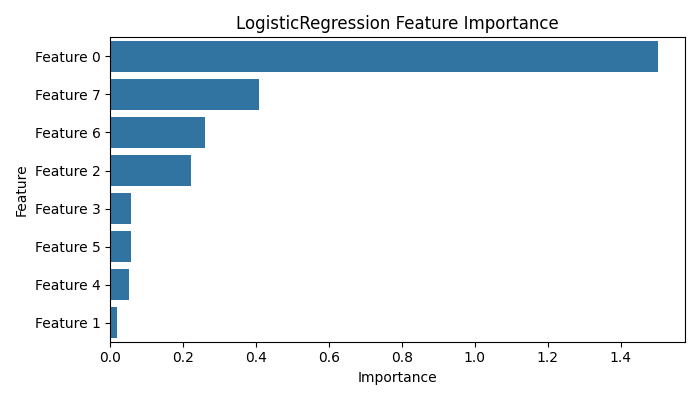 LogisticRegression Feature Importance
Feature 0
Feature 7
Feature 6
Feature 2
Feature 3
Feature 5
Feature 4
Feature 1
Feature
0.0 0.2 0.4 0.6 0.8 1.0 1.2 1.4
Importance